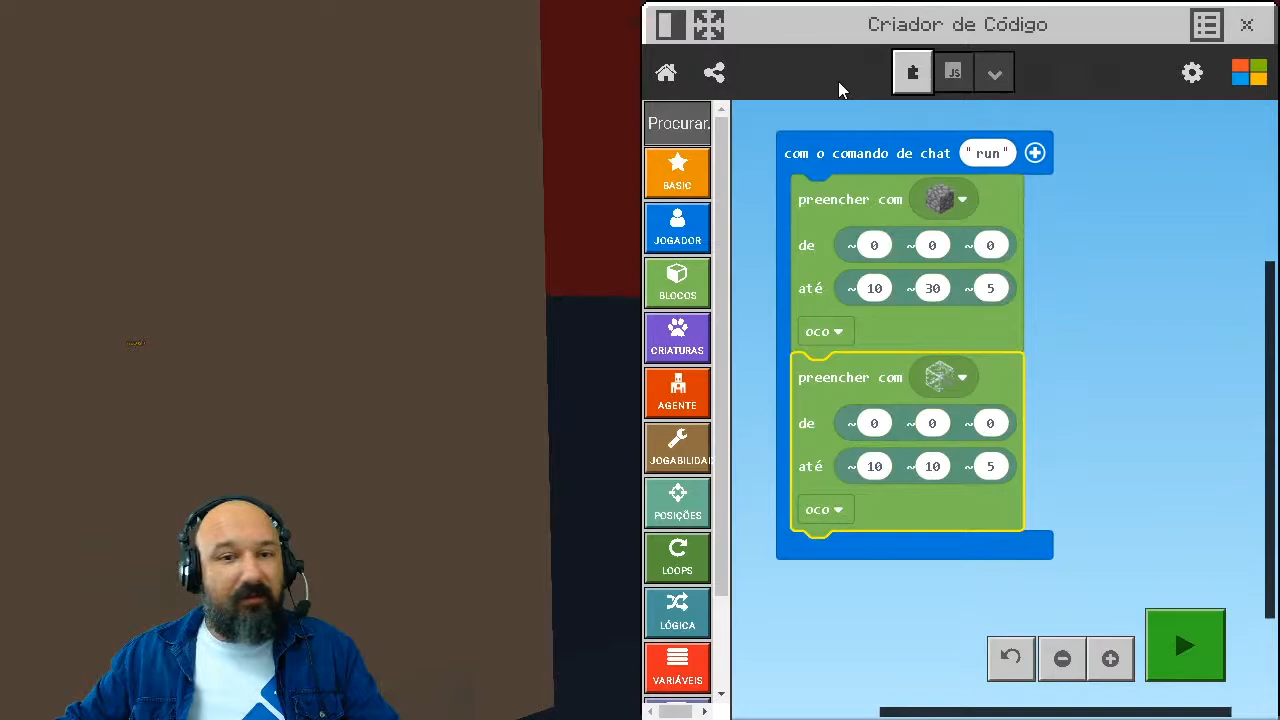 Criador de Código
JS
Procurar.
BASIC
JOGADOR
BLOCOS
CRIATURAS
AGENTE
JOGABILIDAD
POSIÇÕES
LOOPS
LÓGICA
VARIÁVEIS
com o comando de chat "run"
preencher com
de ~0 ~0 ~0
até ~10 ~30 ~5
oco
preencher com
de ~0 ~0 ~0
até ~10 ~10 ~5
oco